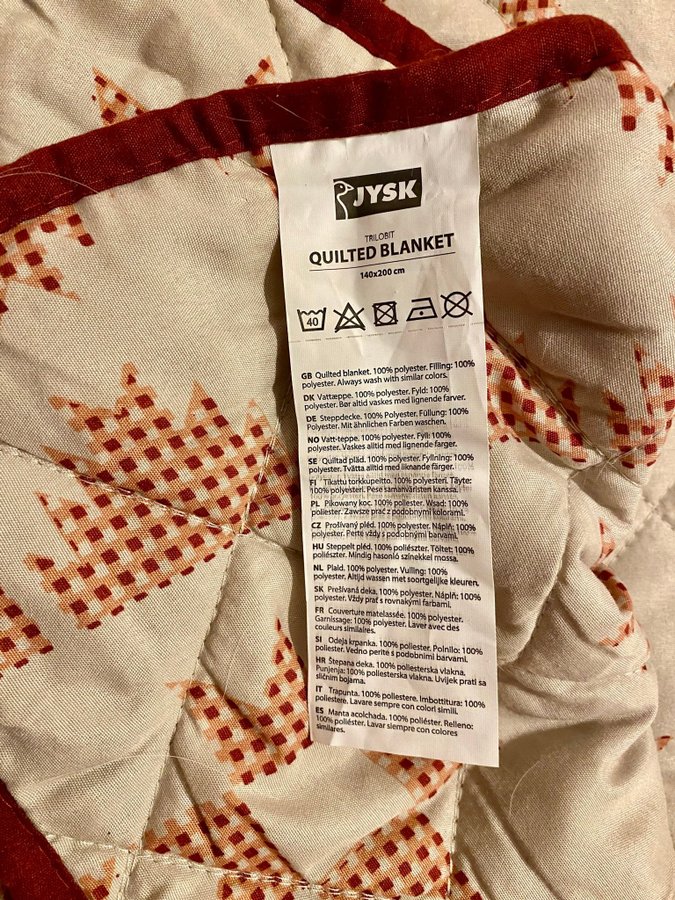 JYSK
TRILOBIT
QUILTED BLANKET
140x200 cm
40
GB Quilted blanket. 100% polyester. Filling: 100%
polyester. Always wash with similar colors.
DK Vattæppe. 100% polyester. Fyld: 100%
polyester. Bør altid vaskes med lignende farver.
DE Steppdecke. 100% Polyester, Füllung: 100%
Polyester. Mit ähnlichen Farben waschen.
NO Vatt-teppe. 100% polyester. Fyll: 100%
polyester. Vaskes alltid med lignende farger.
SE Quiltad pläd. 100% polyester. Fyllning: 100%
polyester. Tvätta alltid med liknande färger.
FI Tikattu torkkupeitto. 100% polyesteri. Täyte:
100% polyesteri. Pese samanväristen kanssa.
PL Pikowany koc. 100% polyester. Wsad: 100%
polyester. Zawsze prać z podobnymi kolorami.
CZ Prošívaný pléd. 100% polyester. Náplň: 100%
polyester. Perte vždy s podobnými barvami.
HU Steppelt pléd. 100% poliészter. Töltet: 100%
poliészter. Mindig hasonló színekkel mossa.
NL Plaid. 100% polyester. Vulling: 100%
polyester. Altijd wassen met soortgelijke kleuren.
SK Prešívaná deka. 100% polyester. Náplň: 100%
polyester. Vždy prať s rovnakými farbami.
FR Couverture matelassée. 100% polyester.
Garnissage: 100% polyester. Laver avec des
couleurs similaires.
SI Odeja krpanka. 100% poliester. Polnilo: 100%
poliester. Vedno perite s podobnimi barvami.
HR Štepana deka. 100% poliesterska vlakna.
Punjenja: 100% poliesterska vlakna. Uvijek prati sa
sličnim bojama.
IT Trapunta. 100% poliestere. Imbottitura: 100%
poliestere. Lavare sempre con colori simili.
ES Manta acolchada. 100% poliéster. Relleno:
100% poliéster. Lavar siempre con colores
similares.